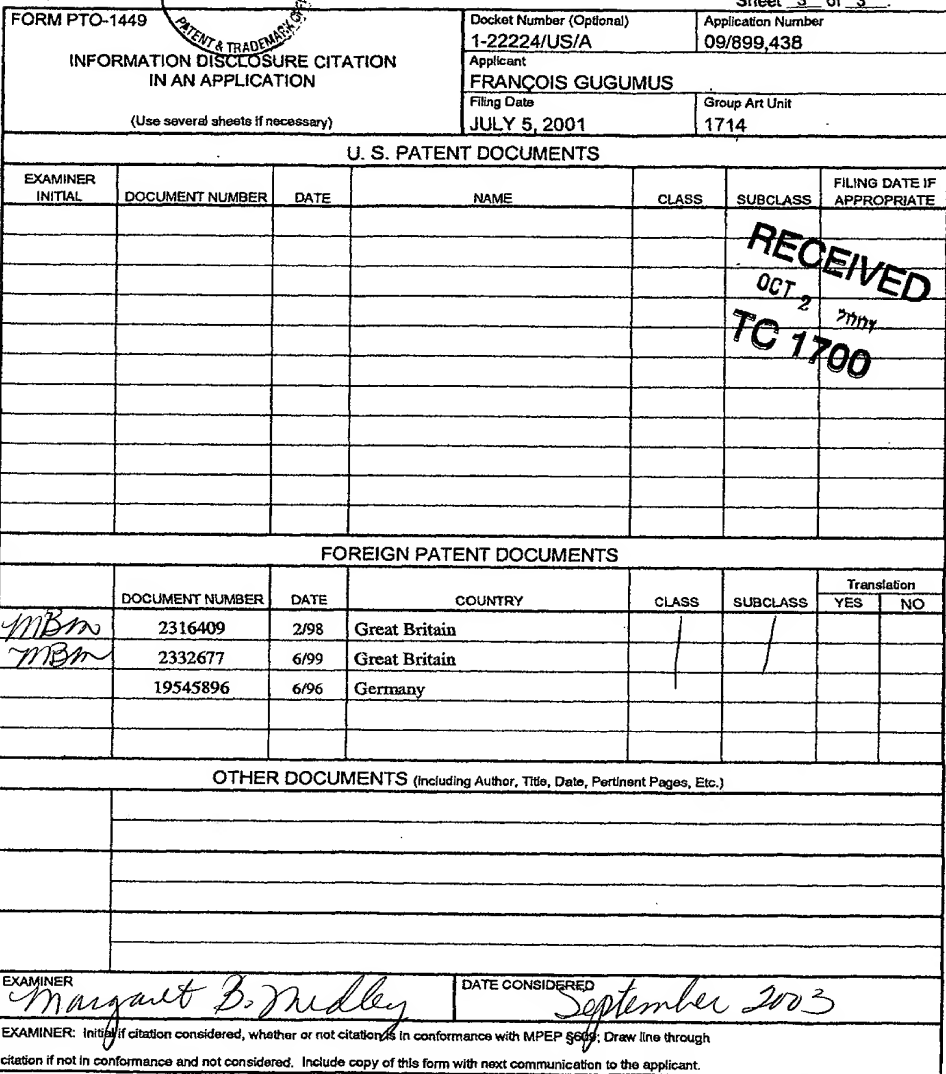 Sheet 3 of 3.
FORM PTO-1449
PATENT & TRADEMARK
INFORMATION DISCLOSURE CITATION
IN AN APPLICATION
(Use several sheets if necessary)
Docket Number (Optional)
1-22224/US/A
Application Number
09/899,438
Applicant
FRANÇOIS GUGUMUS
Filing Date
JULY 5, 2001
Group Art Unit
1714
U. S. PATENT DOCUMENTS
EXAMINER INITIAL DOCUMENT NUMBER DATE NAME CLASS SUBCLASS FILING DATE IF APPROPRIATE
RECEIVED
OCT 2
TC 1700
FOREIGN PATENT DOCUMENTS
DOCUMENT NUMBER DATE COUNTRY CLASS SUBCLASS Translation YES NO
MBM 2316409 2/98 Great Britain
MBM 2332677 6/99 Great Britain
19545896 6/96 Germany
OTHER DOCUMENTS (Including Author, Title, Date, Pertinent Pages, Etc.)
EXAMINER
Margaret B. Medley
DATE CONSIDERED
September 2003
EXAMINER: Initial if citation considered, whether or not citation is in conformance with MPEP §609; Draw line through
citation if not in conformance and not considered. Include copy of this form with next communication to the applicant.